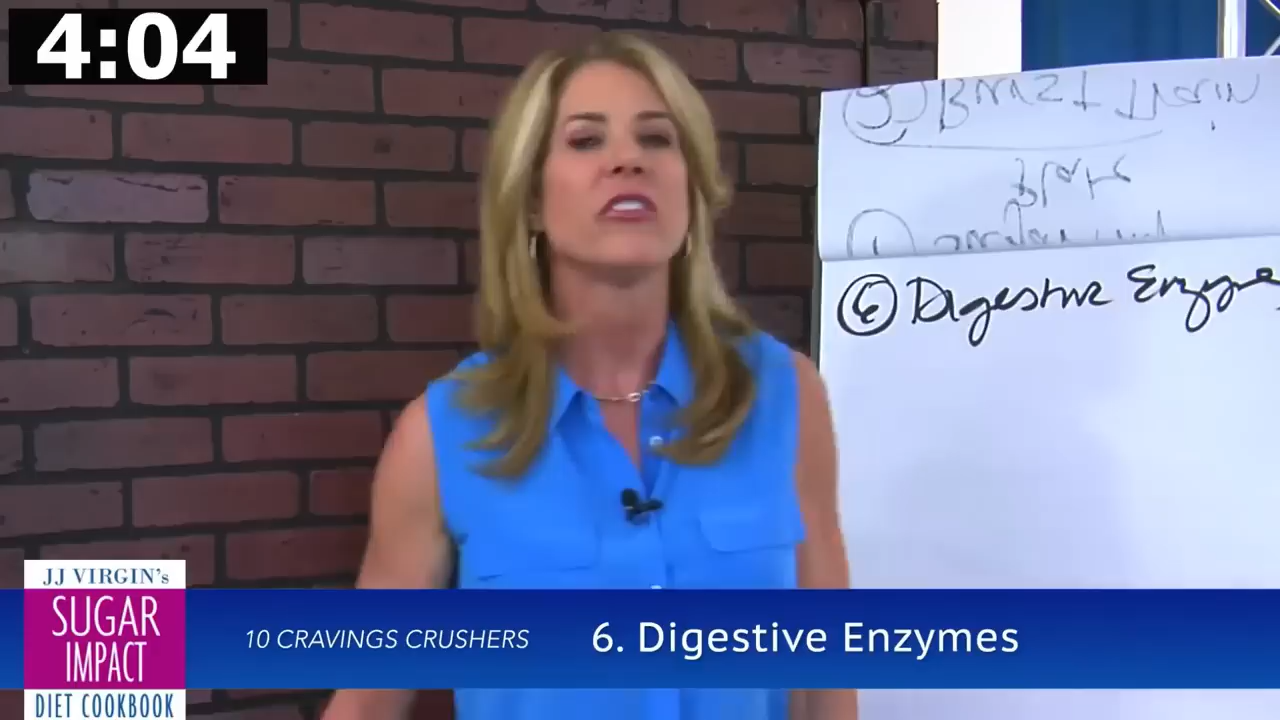 4:04
⑥ Digestive Enzyme
JJ VIRGIN's
SUGAR
IMPACT
DIET COOKBOOK
10 CRAVINGS CRUSHERS
6. Digestive Enzymes